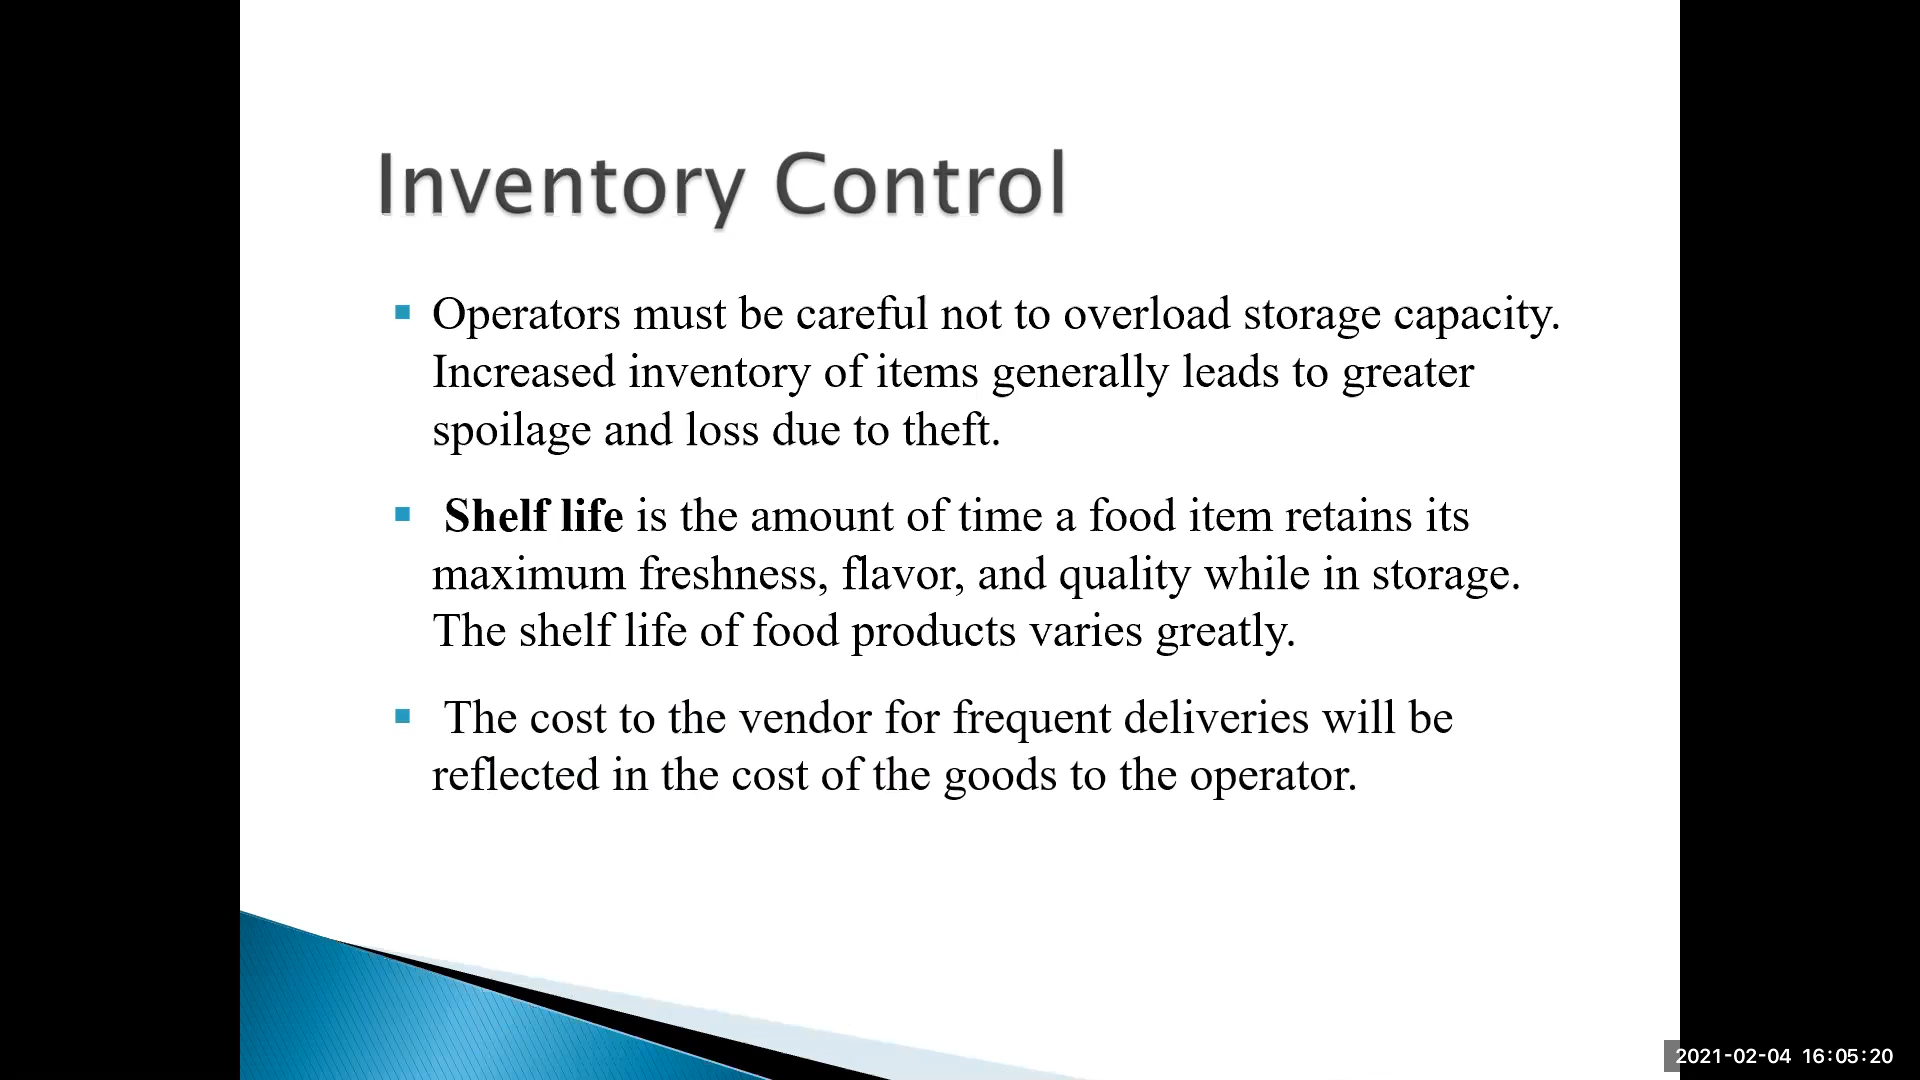 Inventory Control
Operators must be careful not to overload storage capacity.
Increased inventory of items generally leads to greater
spoilage and loss due to theft.
Shelf life is the amount of time a food item retains its
maximum freshness, flavor, and quality while in storage.
The shelf life of food products varies greatly.
The cost to the vendor for frequent deliveries will be
reflected in the cost of the goods to the operator.
2021-02-04 16:05:20